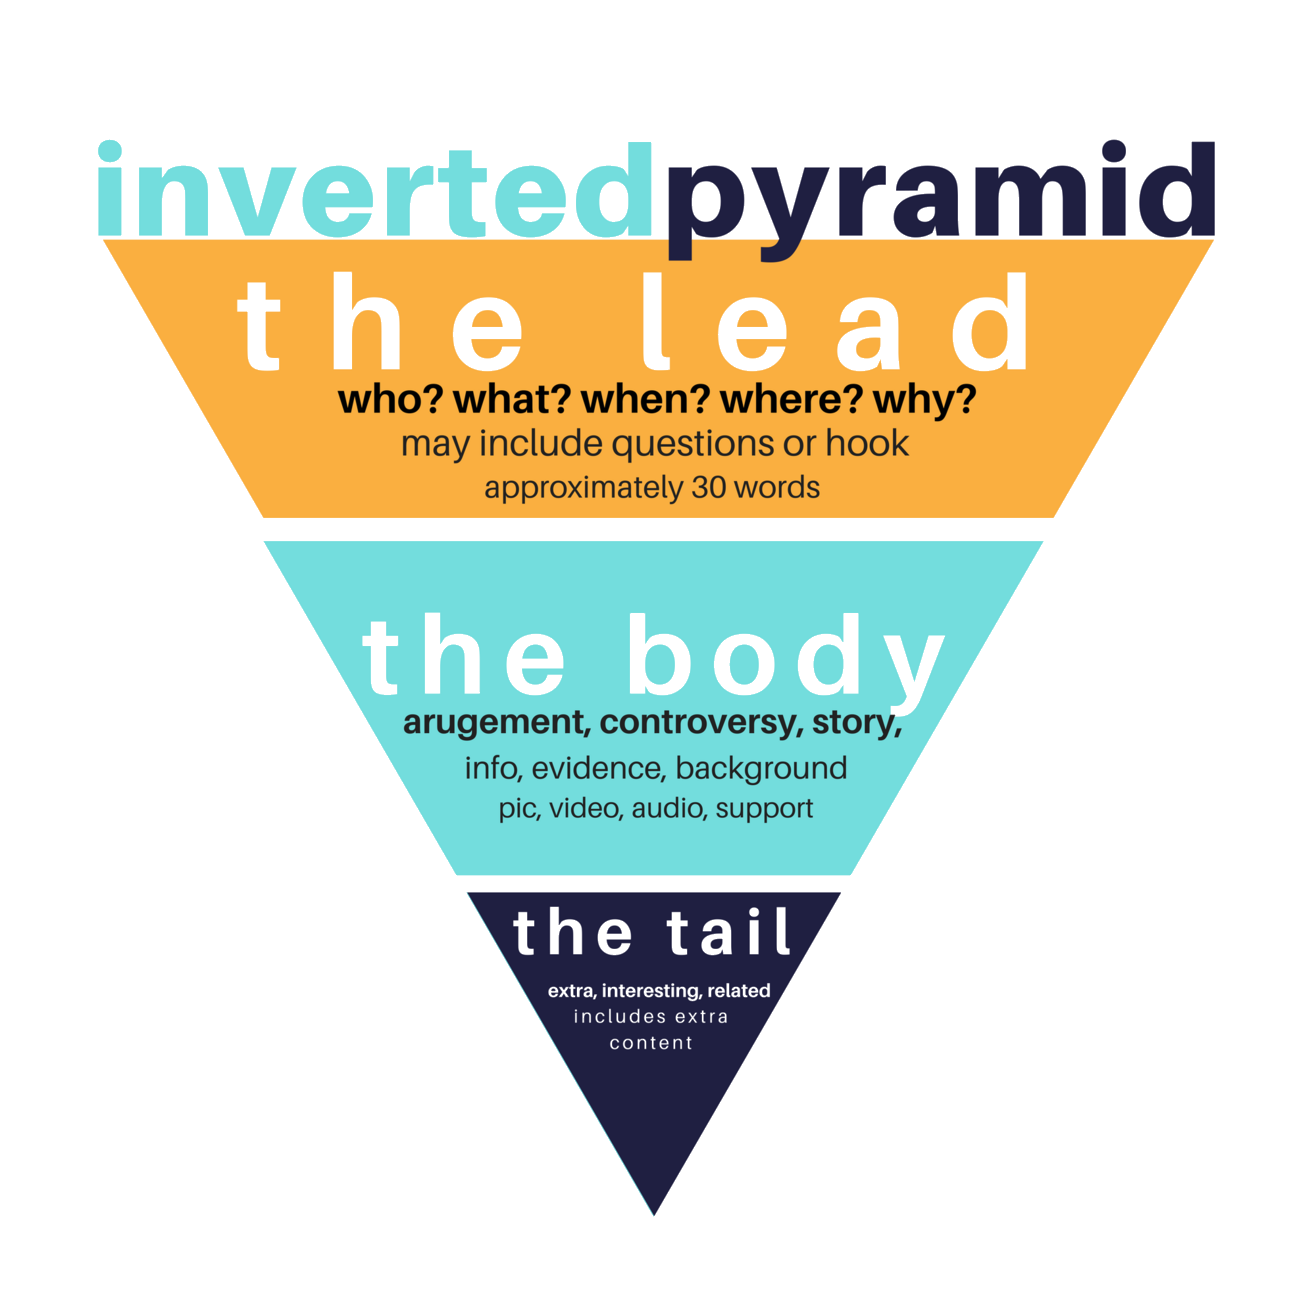 invertedpyramid
the lead
who? what? when? where? why?
may include questions or hook
approximately 30 words
the body
arugement, controversy, story,
info, evidence, background
pic, video, audio, support
the tail
extra, interesting, related
includes extra
content